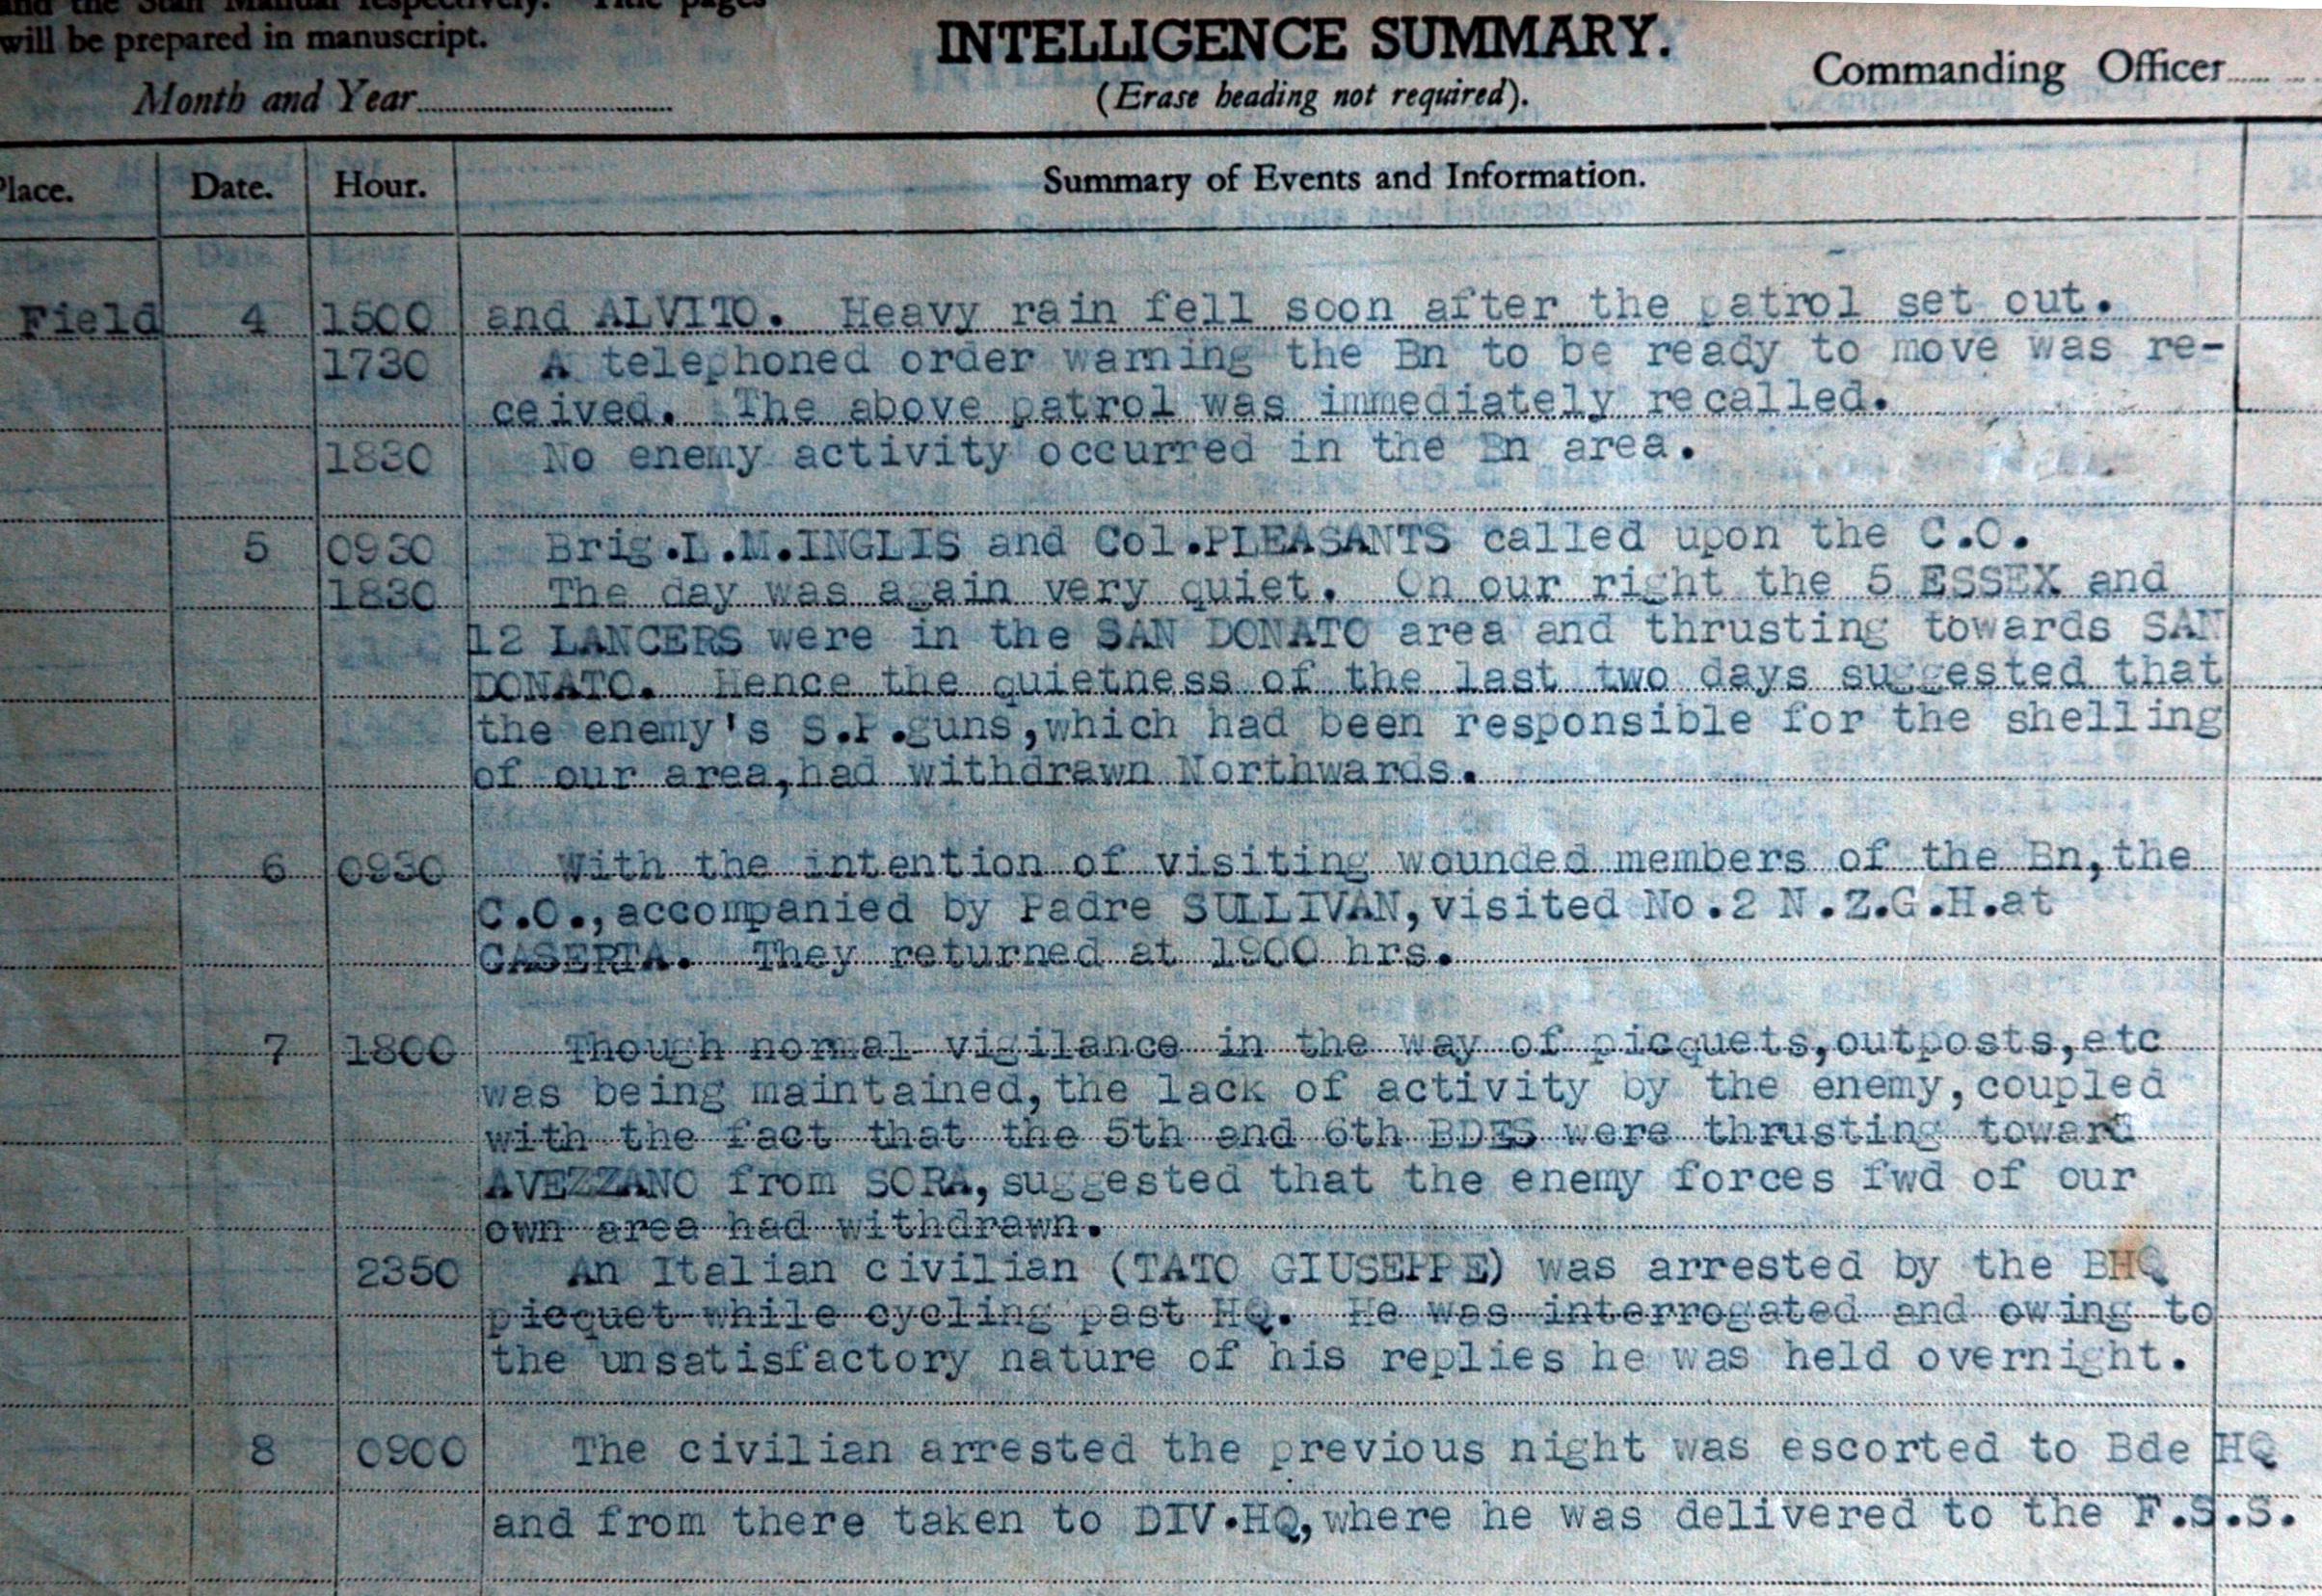 and the Staff Manual respectively. Title pages
will be prepared in manuscript.
INTELLIGENCE SUMMARY.
Month and Year
(Erase heading not required).
Commanding Officer
Place. Date. Hour. Summary of Events and Information.
Field 4 1500 and ALVITO. Heavy rain fell soon after the patrol set out.
1730 A telephoned order warning the Bn to be ready to move was re-
ceived. The above patrol was immediately recalled.
1830 No enemy activity occurred in the Bn area.
5 0930 Brig.L.M.INGLIS and Col.PLEASANTS called upon the C.O.
1830 The day was again very quiet. On our right the 5 ESSEX and
12 LANCERS were in the SAN DONATO area and thrusting towards SAN
DONATO. Hence the quietness of the last two days suggested that
the enemy's S.P.guns,which had been responsible for the shelling
of our area,had withdrawn Northwards.
6 0930 With the intention of visiting wounded members of the Bn,the
C.O.,accompanied by Padre SULLIVAN,visited No.2 N.Z.G.H.at
CASERTA. They returned at 1900 hrs.
7 1800 Though normal vigilance in the way of picquets,outposts,etc
was being maintained,the lack of activity by the enemy,coupled
with the fact that the 5th and 6th BDES were thrusting toward
AVEZZANO from SORA,suggested that the enemy forces fwd of our
own area had withdrawn.
2350 An Italian civilian (TATO GIUSEPPE) was arrested by the BHQ
picquet while cycling past HQ. He was interrogated and owing to
the unsatisfactory nature of his replies he was held overnight.
8 0900 The civilian arrested the previous night was escorted to Bde HQ
and from there taken to DIV.HQ,where he was delivered to the F.S.S.